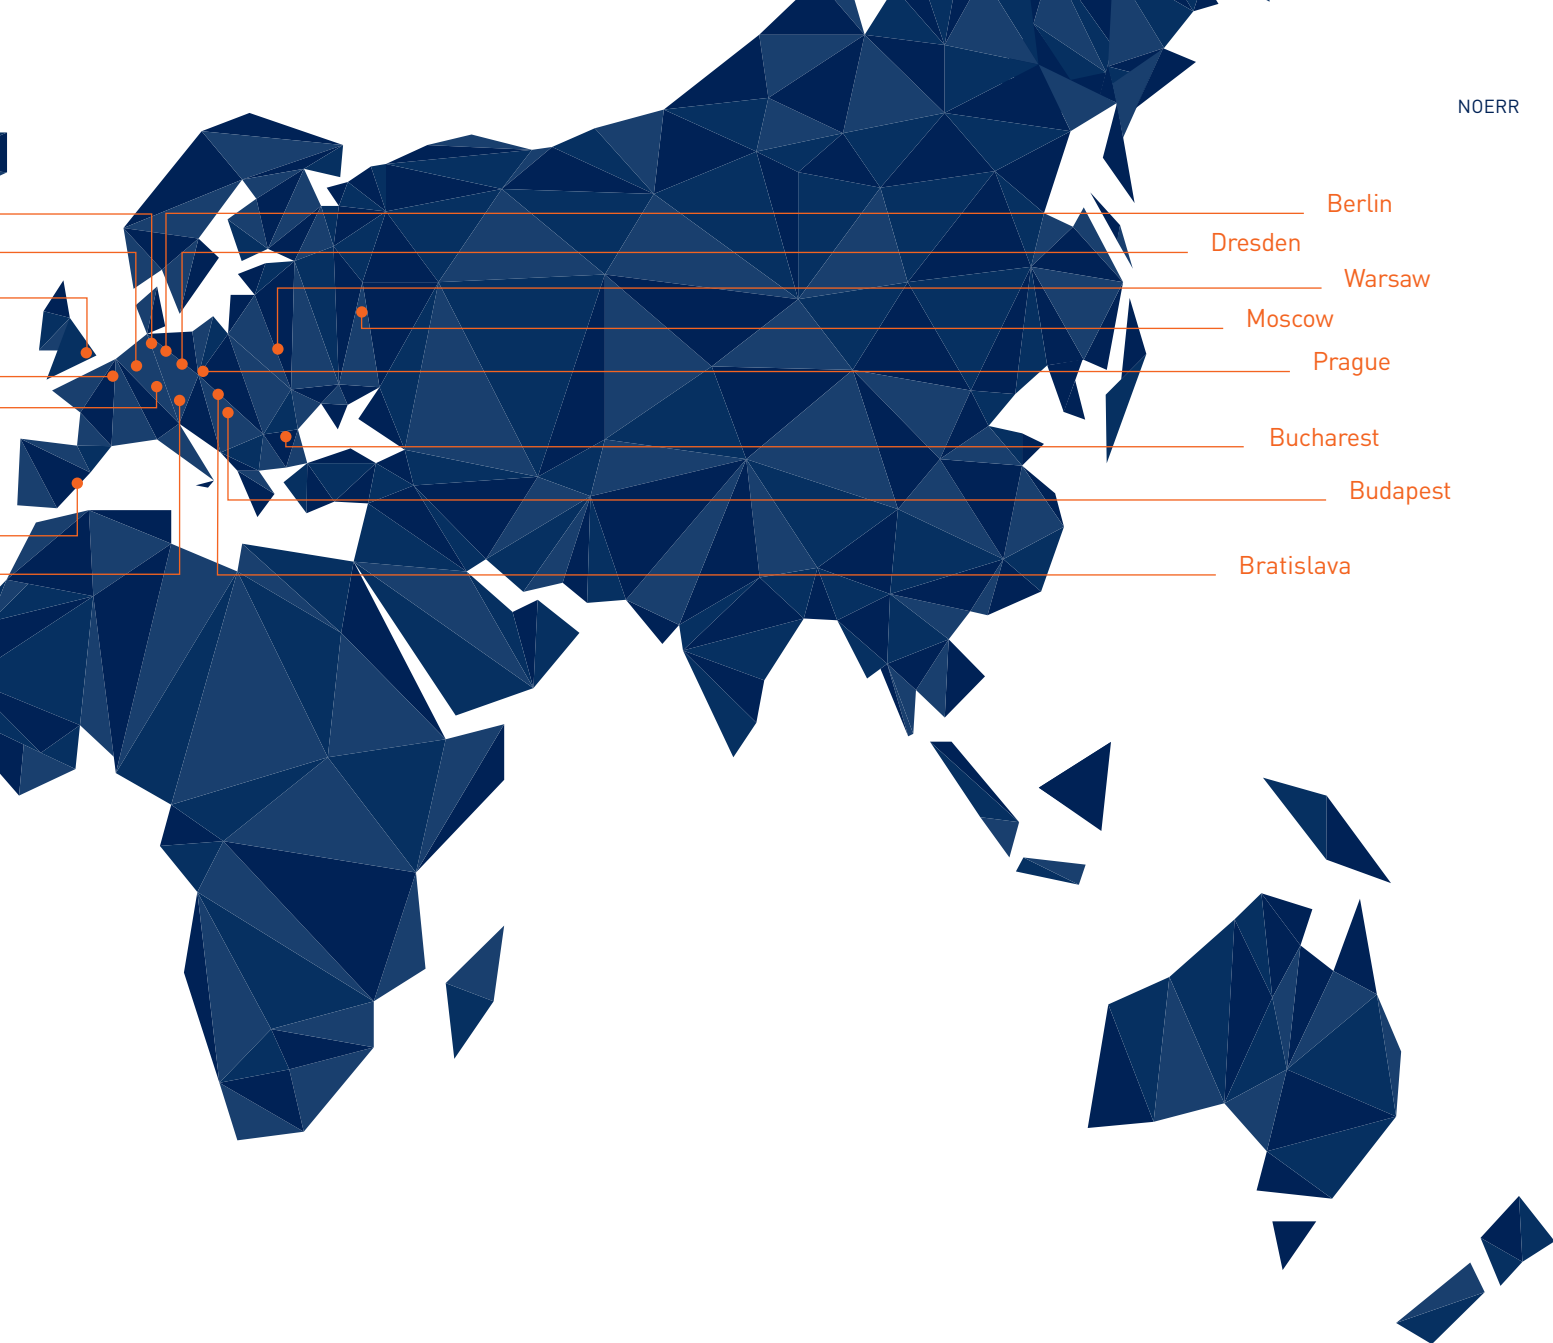 NOERR
Berlin
Dresden
Warsaw
Moscow
Prague
Bucharest
Budapest
Bratislava